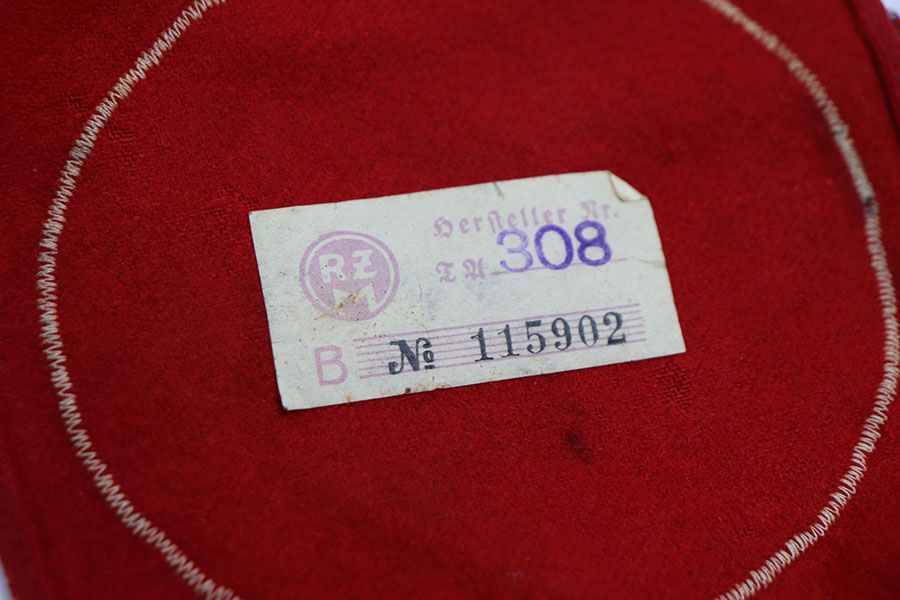 RZM
Hersteller Nr.
TA 308
B № 115902